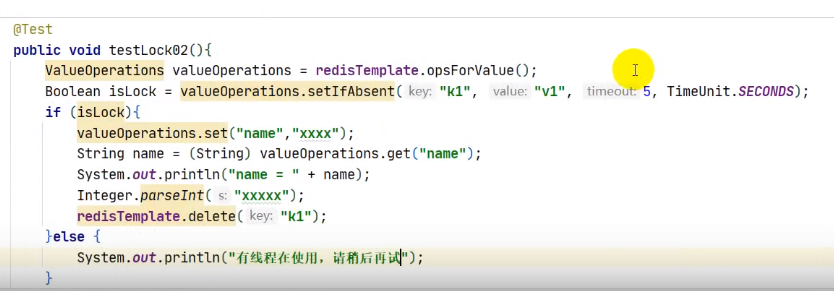 @Test
public void testLock02(){
    ValueOperations valueOperations = redisTemplate.opsForValue();
    Boolean isLock = valueOperations.setIfAbsent( key: "k1", value: "v1", timeout: 5, TimeUnit.SECONDS);
    if (isLock){
        valueOperations.set("name","xxxx");
        String name = (String) valueOperations.get("name");
        System.out.println("name = " + name);
        Integer.parseInt( s: "xxxxx");
        redisTemplate.delete( key: "k1");
    }else {
        System.out.println("有线程在使用，请稍后再试");
    }